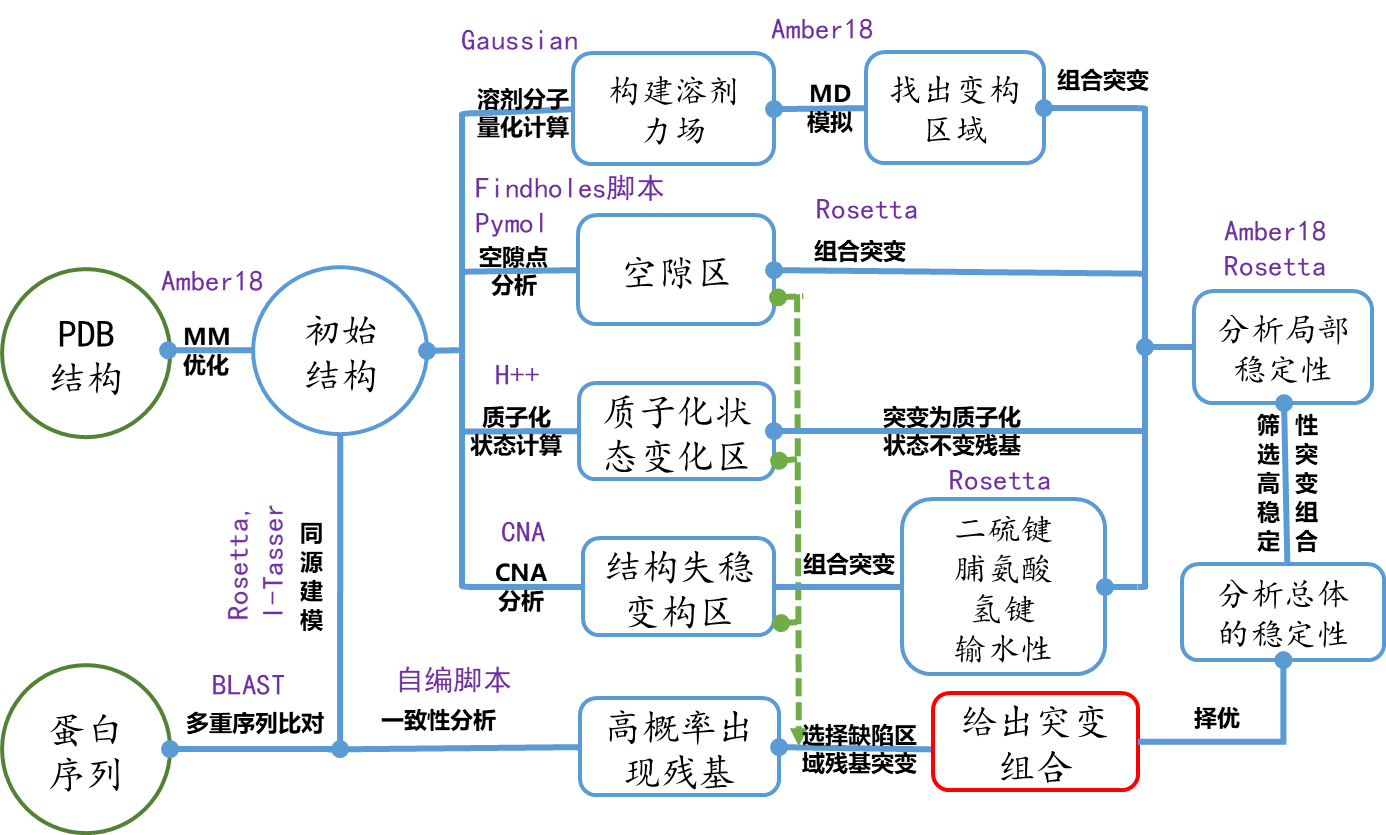 Gaussian
Amber18
溶剂分子
量化计算
构建溶剂
力场
MD
模拟
找出变构
区域
组合突变
Findholes脚本
Pymol
空隙点
分析
空隙区
Rosetta
组合突变
Amber18
Rosetta
PDB
结构
Amber18
MM
优化
初始
结构
分析局部
稳定性
H++
质子化
状态计算
质子化状
态变化区
突变为质子化
状态不变残基
筛选高稳定
性突变组合
Rosetta,
I-Tasser
同源建模
CNA
CNA
分析
结构失稳
变构区
组合突变
Rosetta
二硫键
脯氨酸
氢键
输水性
分析总体
的稳定性
蛋白
序列
BLAST
多重序列比对
自编脚本
一致性分析
高概率出
现残基
选择缺陷区
域残基突变
给出突变
组合
择优